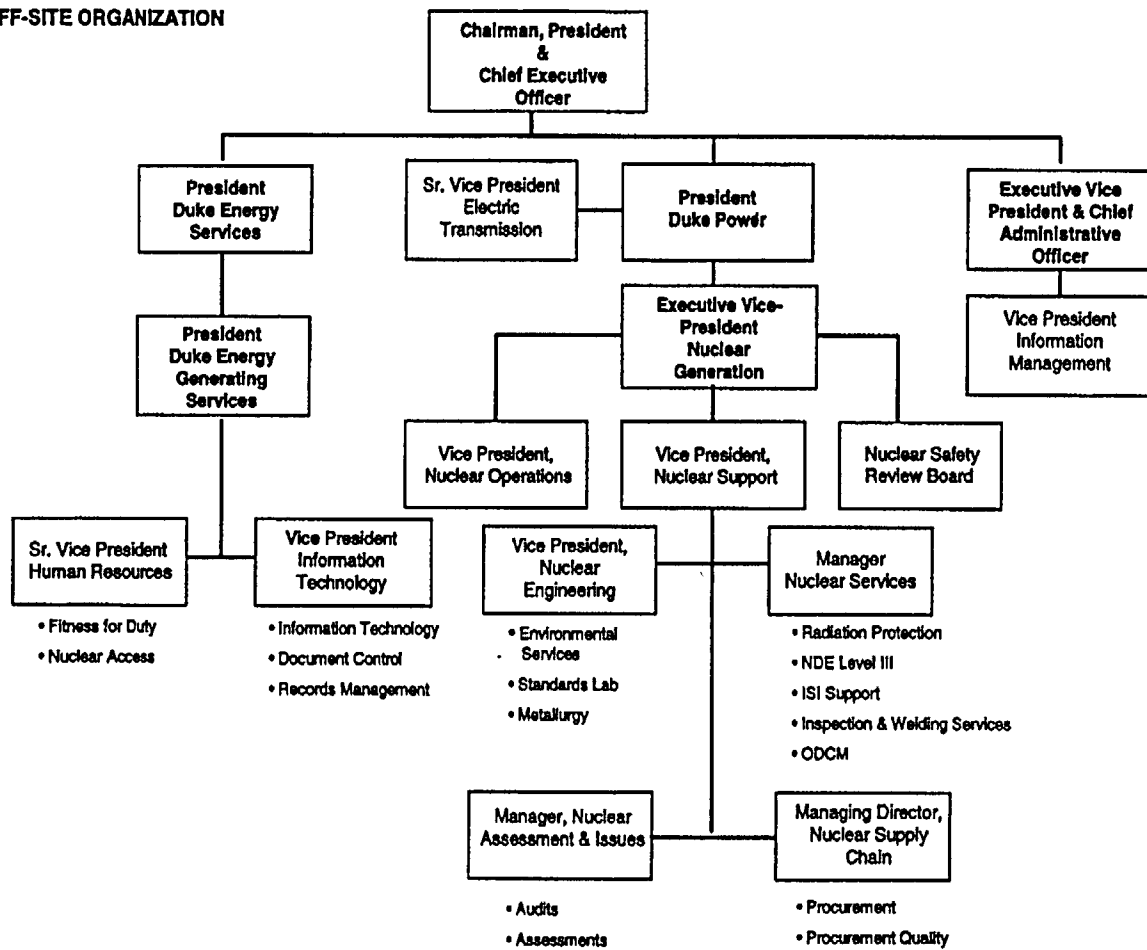 FF-SITE ORGANIZATION
Chairman, President
&
Chief Executive
Officer
President
Duke Energy
Services
Sr. Vice President
Electric
Transmission
President
Duke Power
Executive Vice
President & Chief
Administrative
Officer
President
Duke Energy
Generating
Services
Executive Vice-
President
Nuclear
Generation
Vice President
Information
Management
Vice President,
Nuclear Operations
Vice President,
Nuclear Support
Nuclear Safety
Review Board
Sr. Vice President
Human Resources
• Fitness for Duty
• Nuclear Access
Vice President
Information
Technology
• Information Technology
• Document Control
• Records Management
Vice President,
Nuclear
Engineering
• Environmental
Services
• Standards Lab
• Metallurgy
Manager
Nuclear Services
• Radiation Protection
• NDE Level III
• ISI Support
• Inspection & Welding Services
• ODCM
Manager, Nuclear
Assessment & Issues
• Audits
• Assessments
Managing Director,
Nuclear Supply
Chain
• Procurement
• Procurement Quality